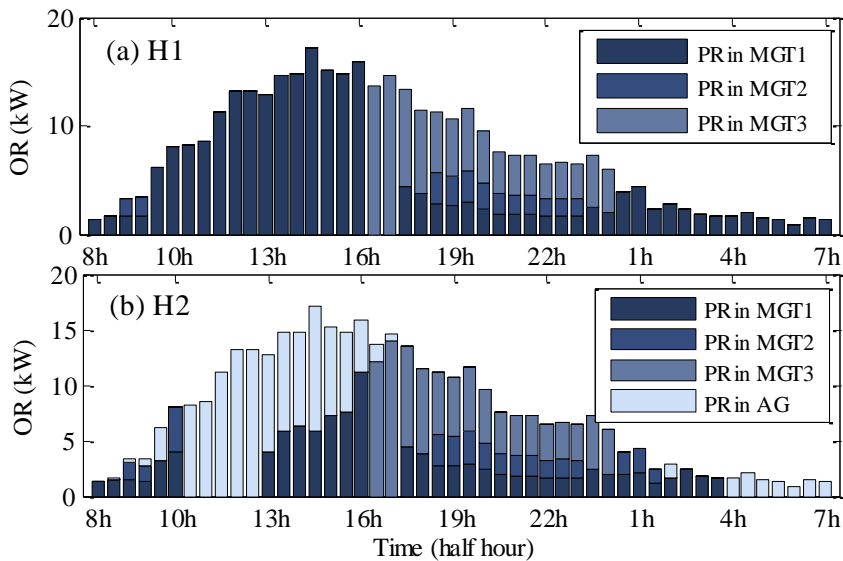 20
10
0
OR (kW)
(a) H1
PR in MGT1
PR in MGT2
PR in MGT3
8h 10h 13h 16h 19h 22h 1h 4h 7h
20
15
10
5
0
OR (kW)
(b) H2
PR in MGT1
PR in MGT2
PR in MGT3
PR in AG
8h 10h 13h 16h 19h 22h 1h 4h 7h
Time (half hour)